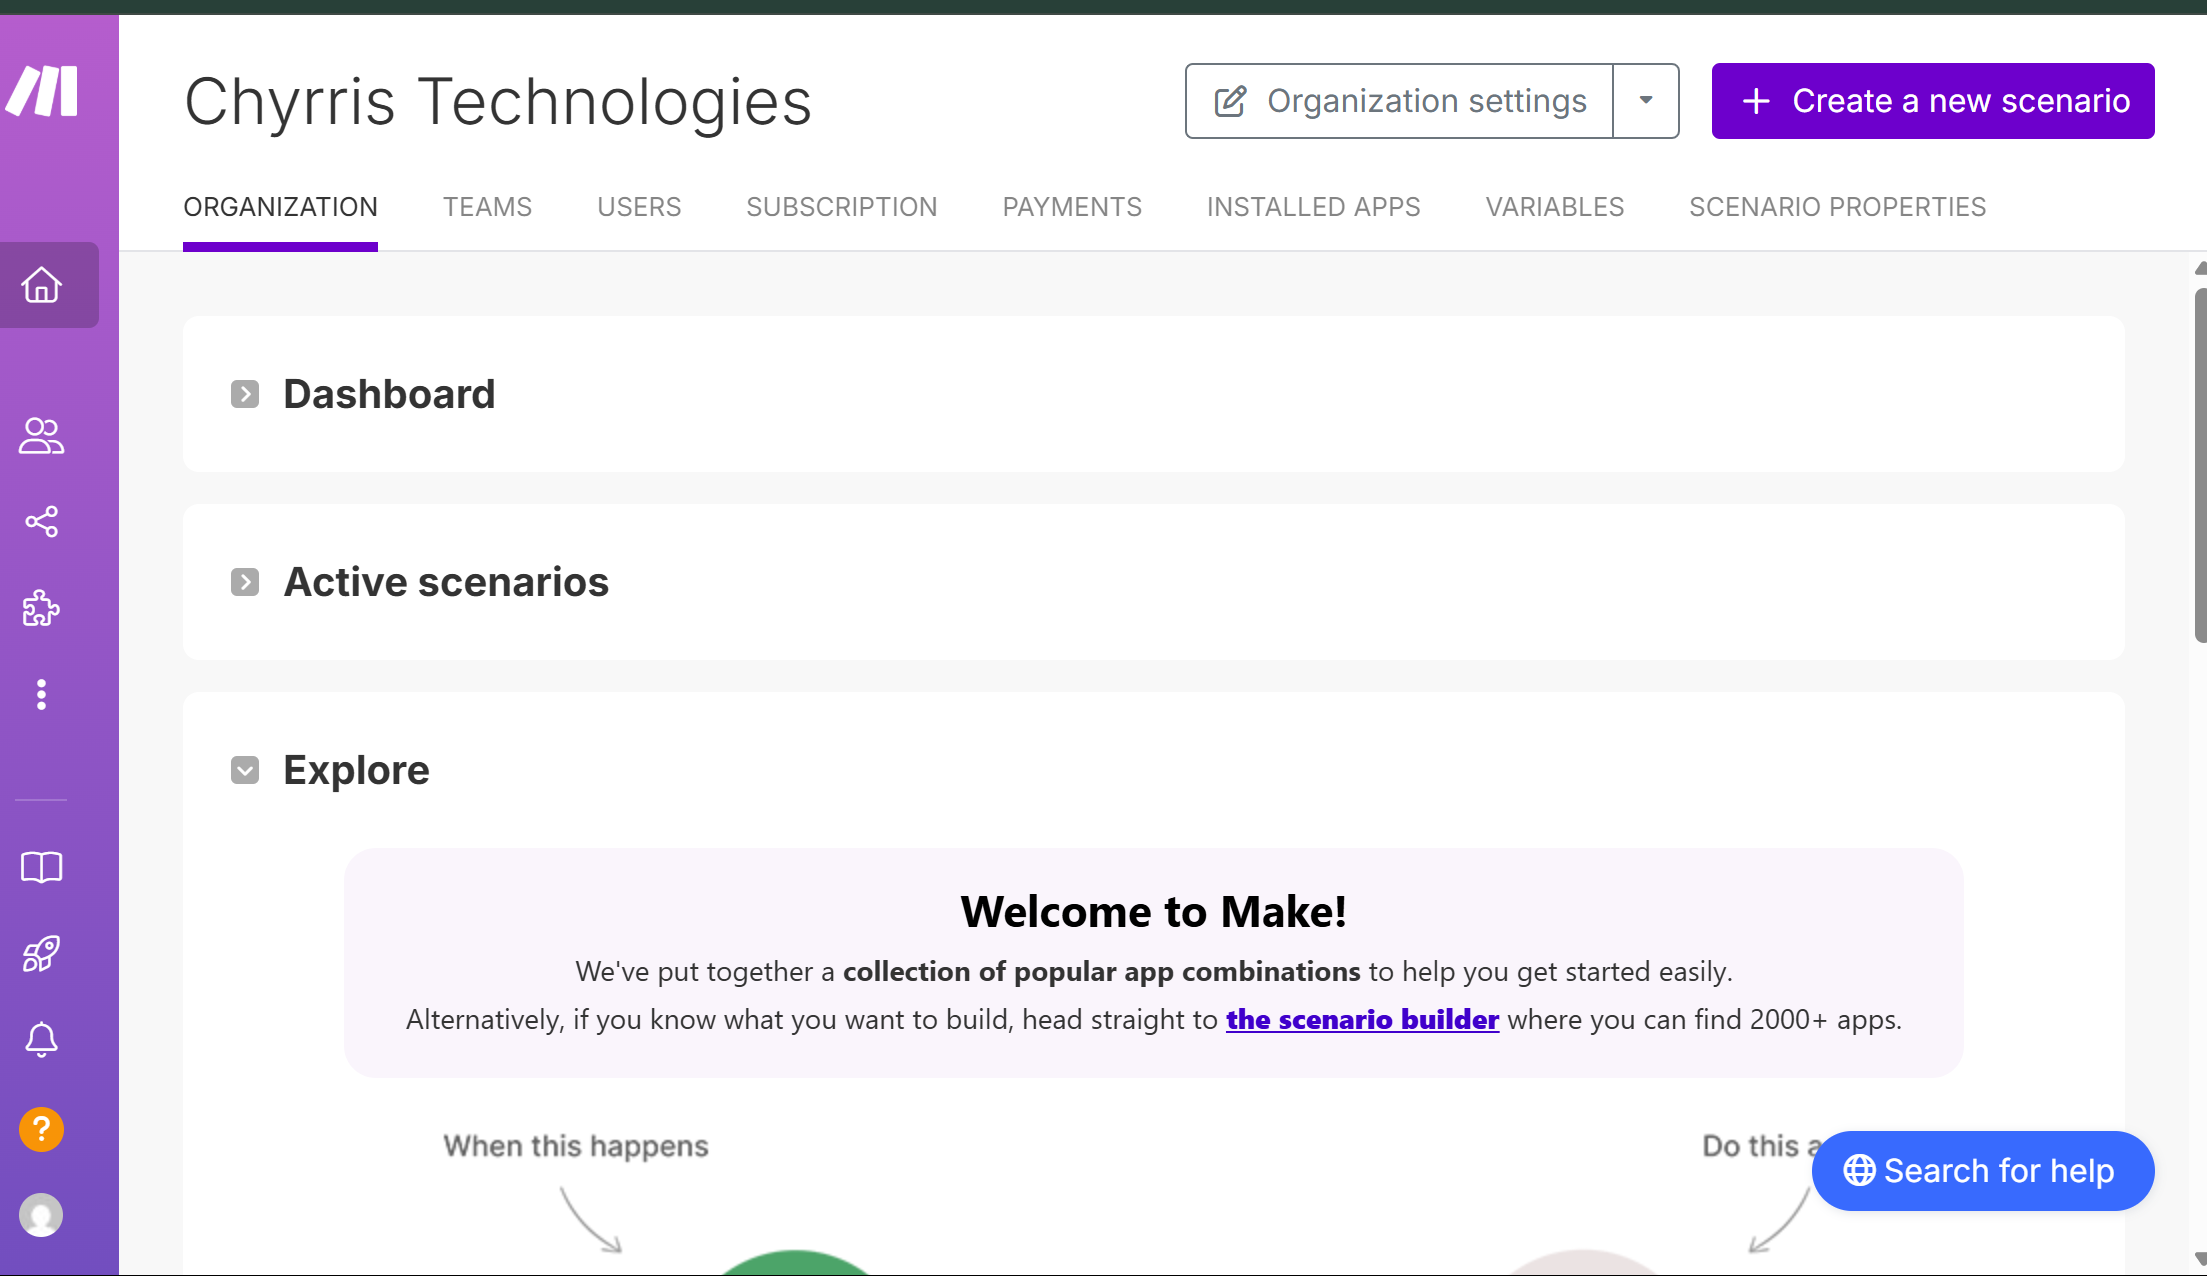 Chyrris Technologies
Organization settings
Create a new scenario
ORGANIZATION TEAMS USERS SUBSCRIPTION PAYMENTS INSTALLED APPS VARIABLES SCENARIO PROPERTIES
Dashboard
Active scenarios
Explore
Welcome to Make!
We've put together a collection of popular app combinations to help you get started easily.
Alternatively, if you know what you want to build, head straight to the scenario builder where you can find 2000+ apps.
When this happens
Do this
?
Search for help